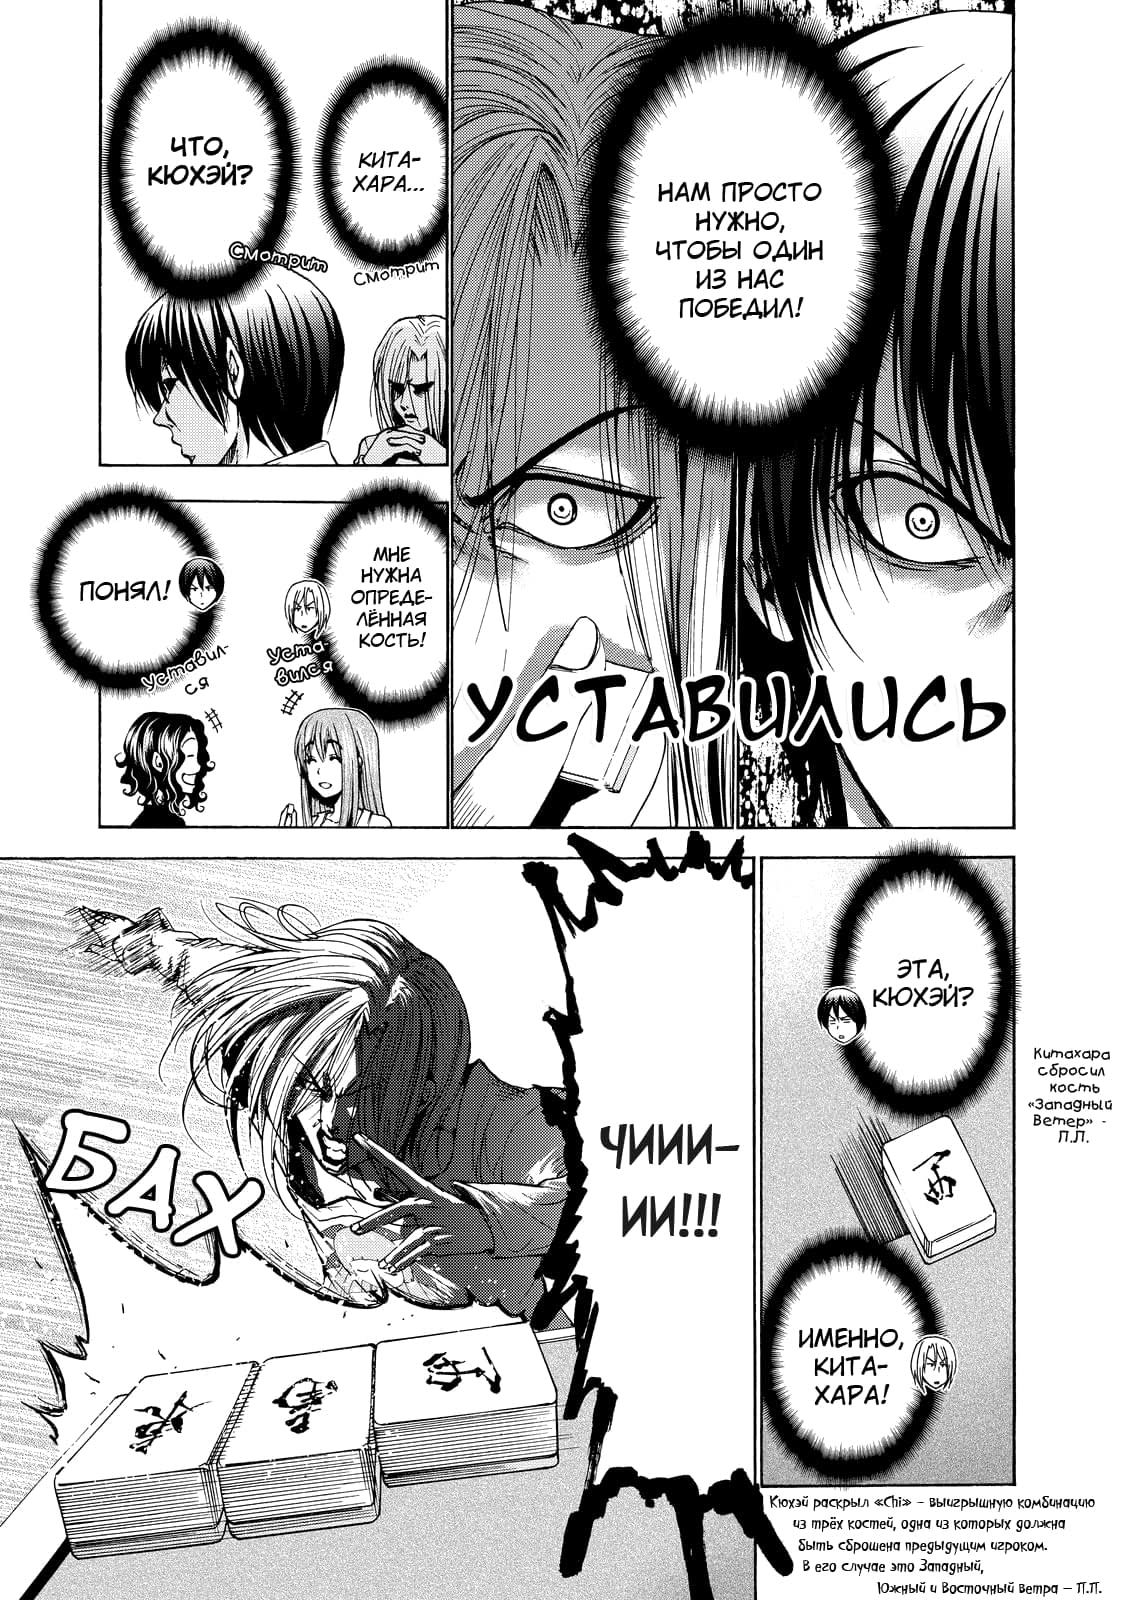 НАМ ПРОСТО
НУЖНО,
ЧТОБЫ ОДИН
ИЗ НАС
ПОБЕДИЛ!
УСТАВИЛИСЬ
КИТА-
ХАРА...
СМОТРИТ
ЧТО,
КЮХЭЙ?
СМОТРИТ
МНЕ
НУЖНА
ОПРЕДЕ-
ЛЁННАЯ
КОСТЬ!
УСТА-
ВИЛСЯ
ПОНЯЛ!
УСТАВИЛ-
СЯ
ЭТА,
КЮХЭЙ?
Китахара
сбросил
кость
«Западный
Ветер» -
П.Л.
西
ИМЕННО,
КИТА-
ХАРА!
ЧИИИ-
ИИ!!!
БАХ
Кюхэй раскрыл «Chi» – выигрышную комбинацию
из трёх костей, одна из которых должна
быть сброшена предыдущим игроком.
В его случае это Западный,
Южный и Восточный ветра – П.П.